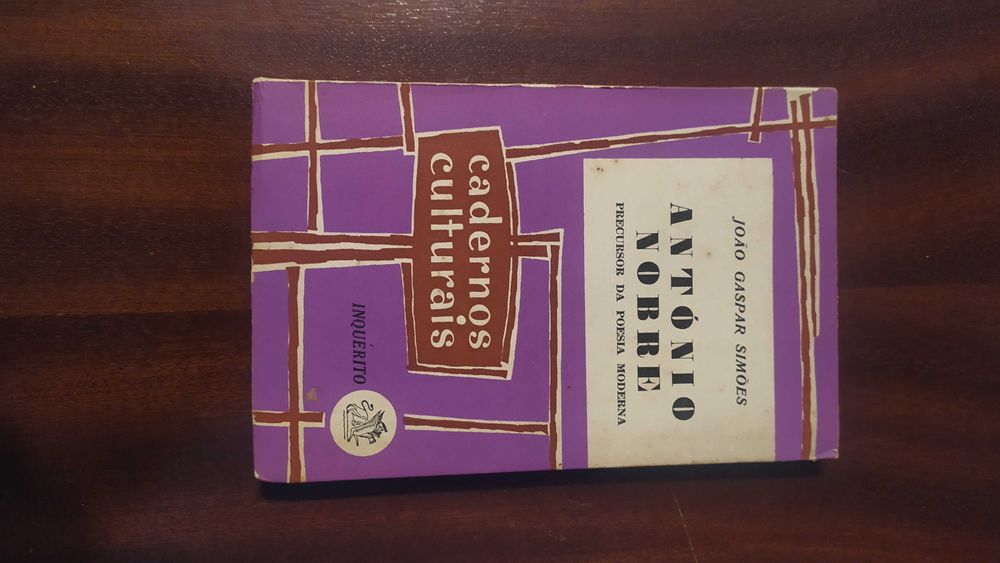 JOÃO GASPAR SIMÕES
ANTÓNIO
NOBRE
PRECURSOR DA POESIA MODERNA
cadernos
culturais
INQUÉRITO